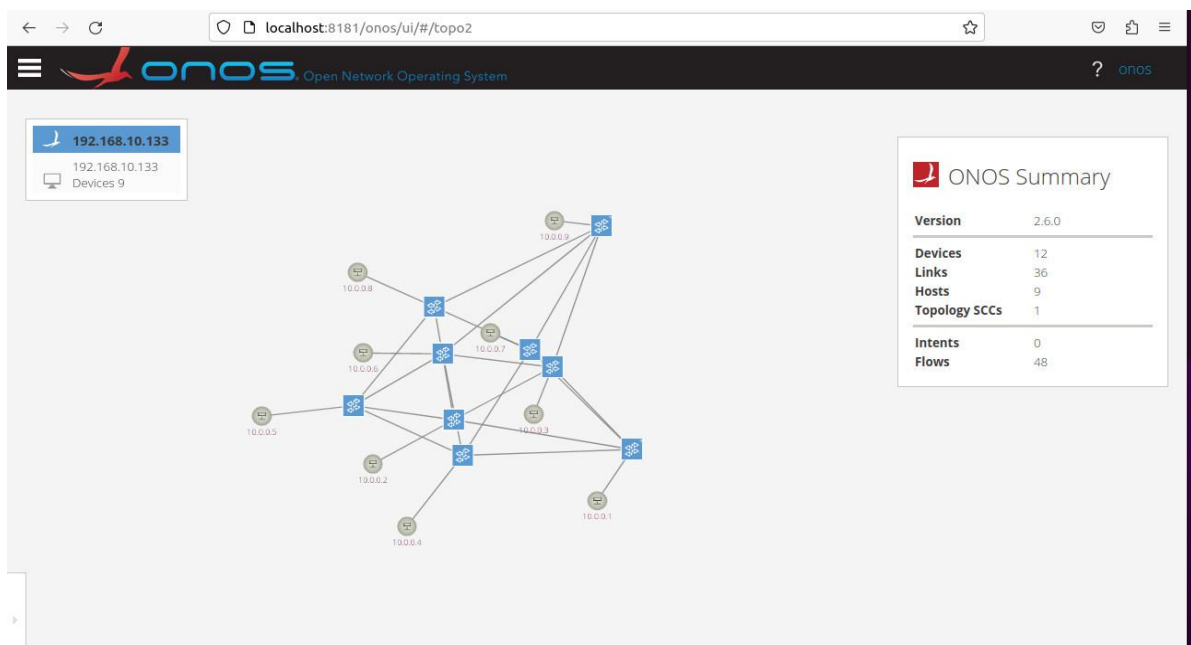 localhost:8181/onos/ui/#/topo2
onos. Open Network Operating System
? onos
192.168.10.133
192.168.10.133
Devices 9
ONOS Summary
Version 2.6.0
Devices 12
Links 36
Hosts 9
Topology SCCs 1
Intents 0
Flows 48
10.0.0.9
10.0.0.8
10.0.0.7
10.0.0.6
10.0.0.5
10.0.0.3
10.0.0.2
10.0.0.1
10.0.0.4